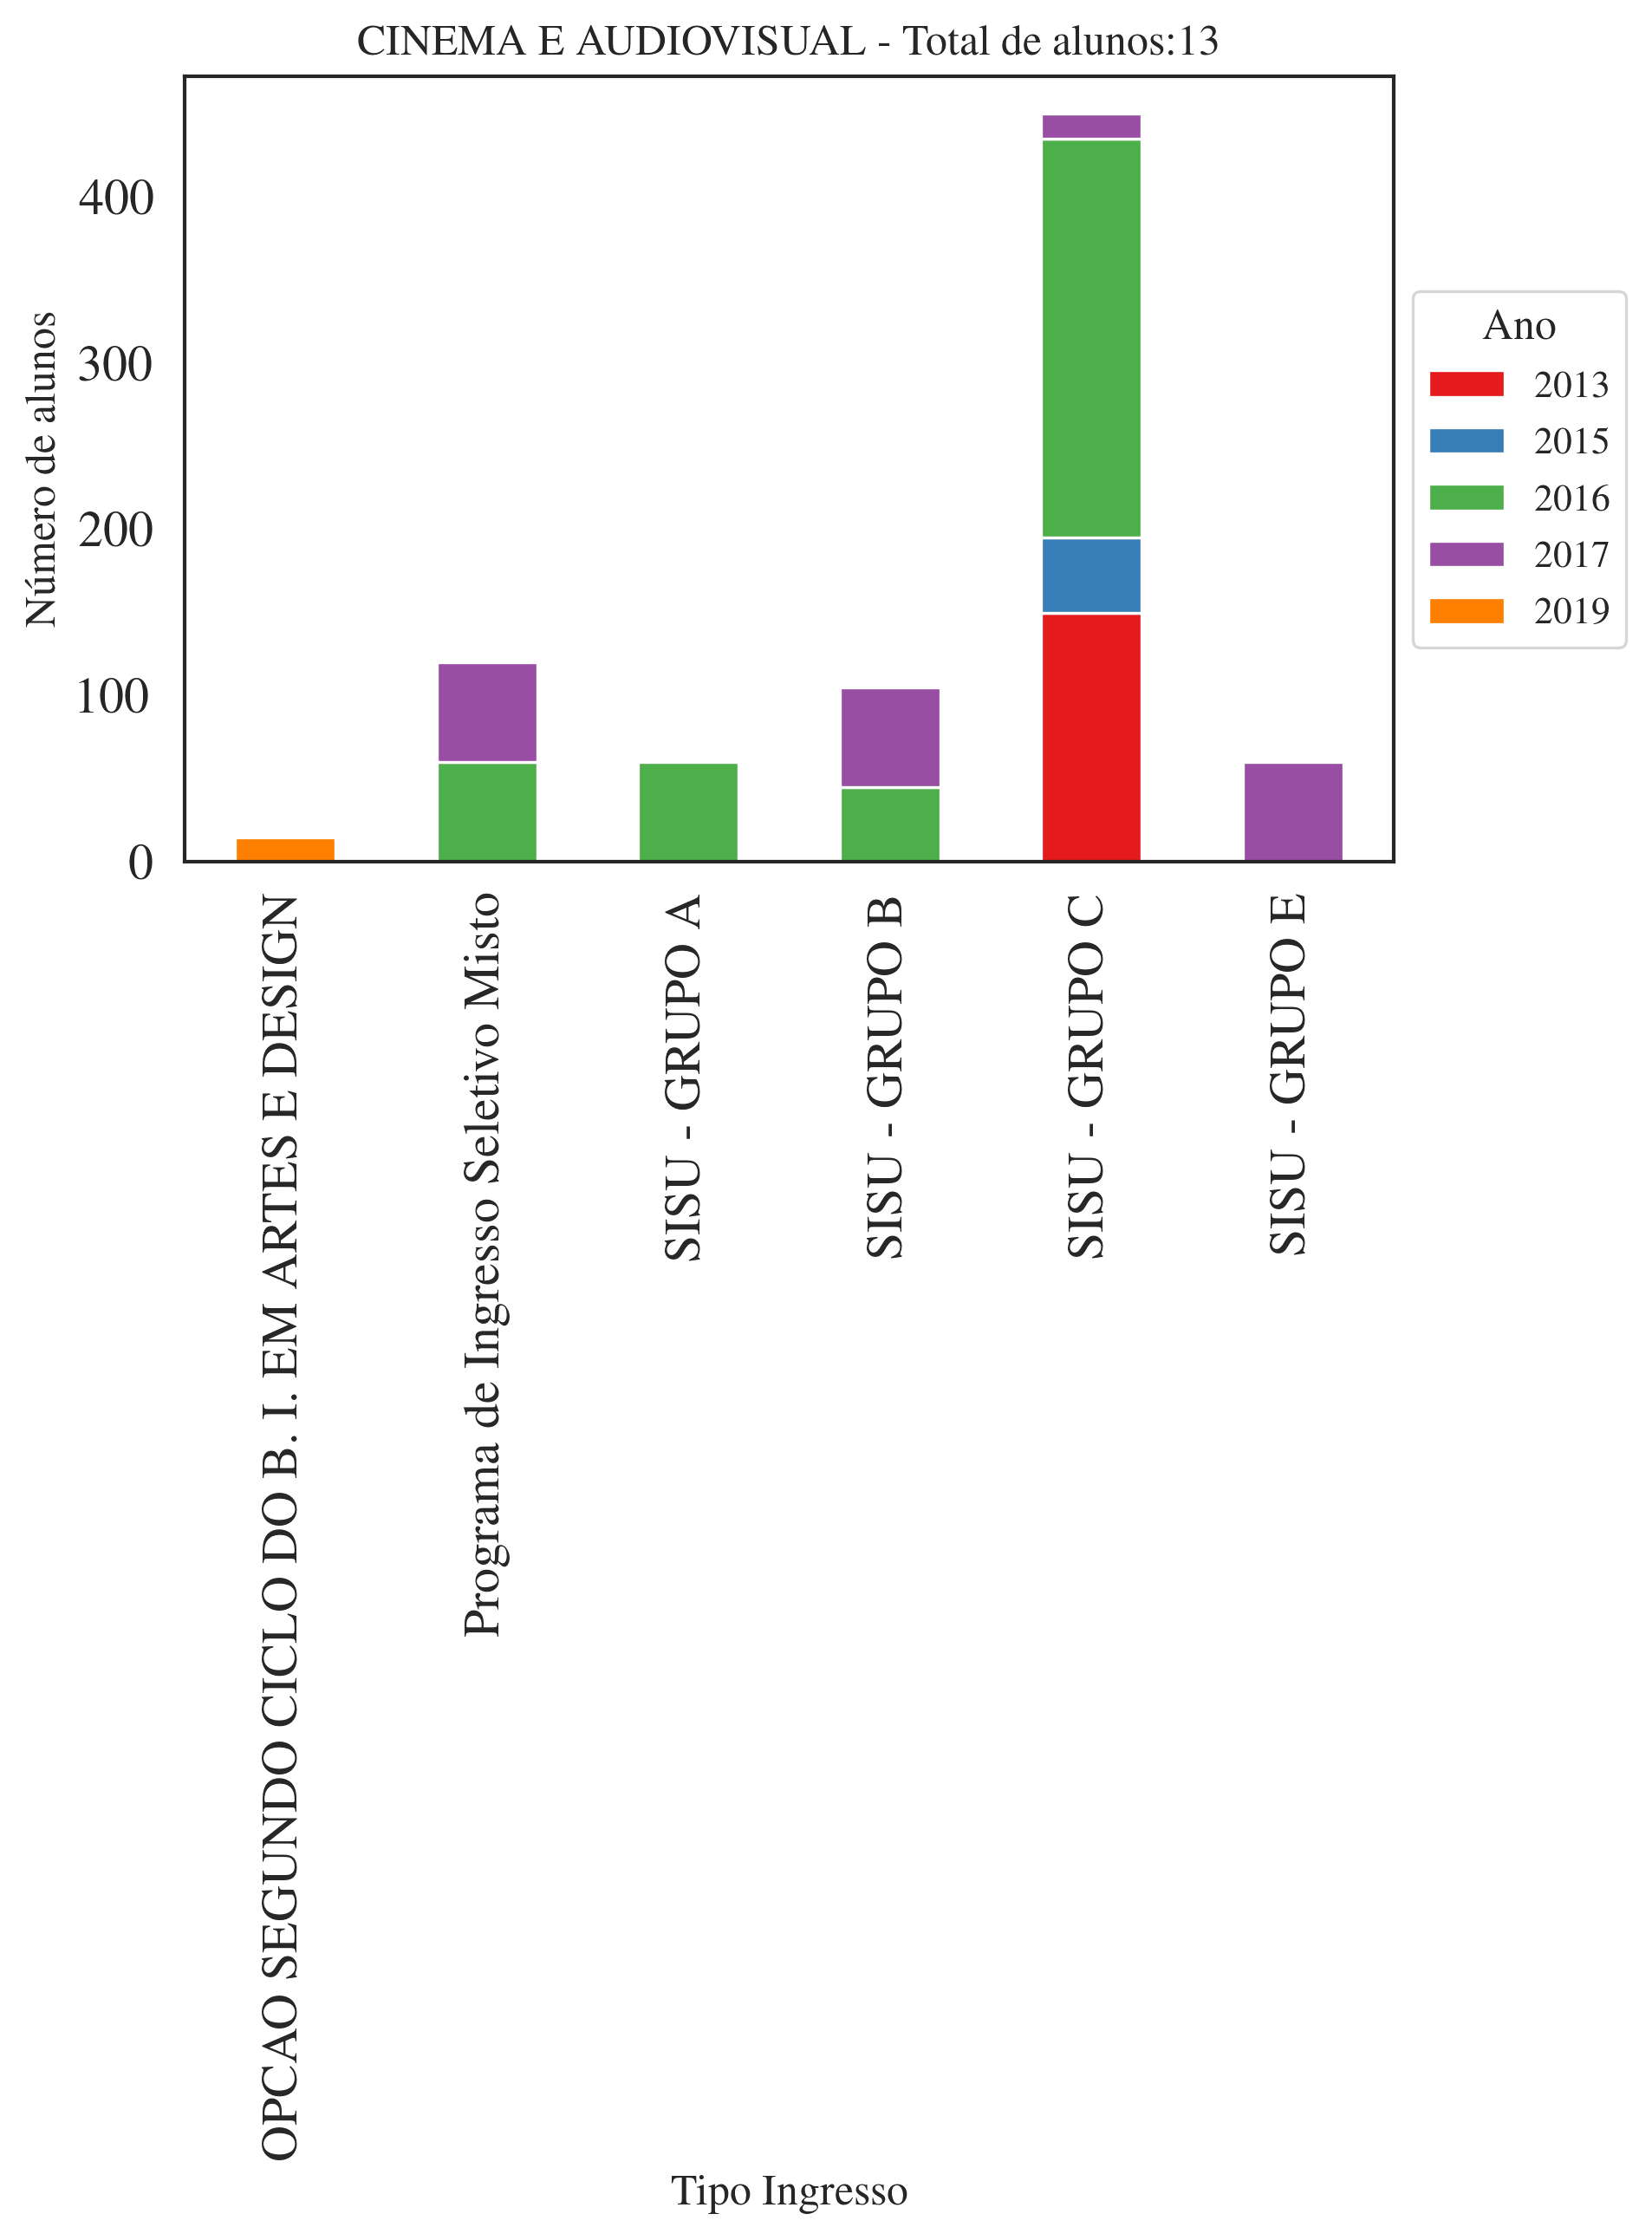 CINEMA E AUDIOVISUAL - Total de alunos:13
Número de alunos
400
300
200
100
0
Ano
2013
2015
2016
2017
2019
OPCAO SEGUNDO CICLO DO B. I. EM ARTES E DESIGN
Programa de Ingresso Seletivo Misto
SISU - GRUPO A
SISU - GRUPO B
SISU - GRUPO C
SISU - GRUPO E
Tipo Ingresso